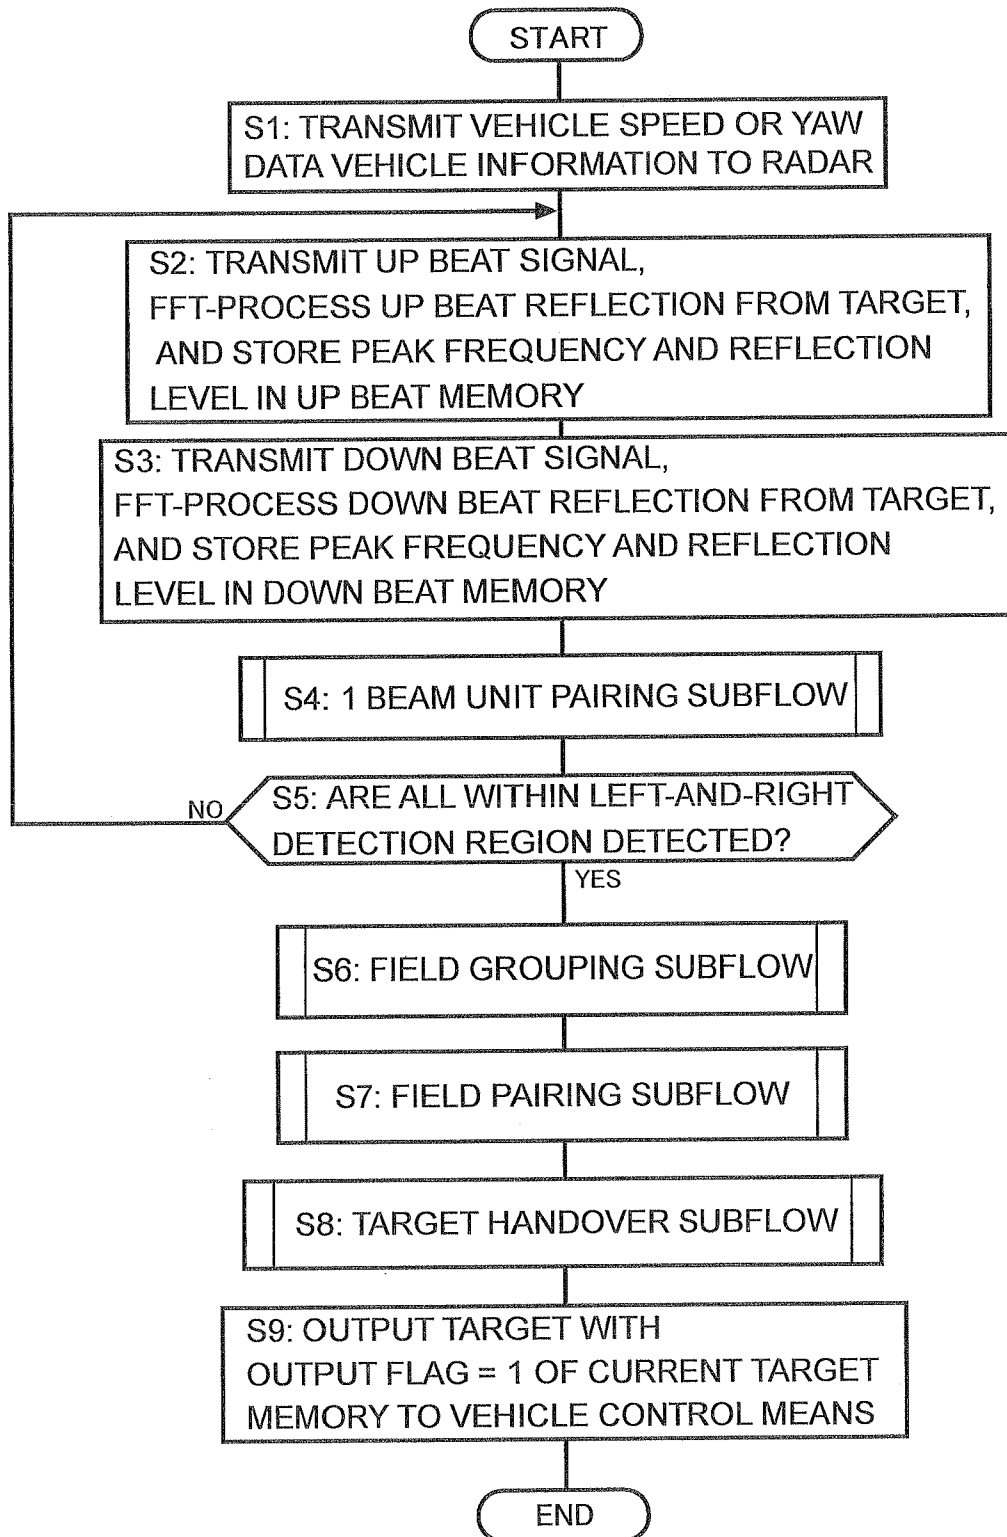 START
S1: TRANSMIT VEHICLE SPEED OR YAW
DATA VEHICLE INFORMATION TO RADAR
S2: TRANSMIT UP BEAT SIGNAL,
FFT-PROCESS UP BEAT REFLECTION FROM TARGET,
AND STORE PEAK FREQUENCY AND REFLECTION
LEVEL IN UP BEAT MEMORY
S3: TRANSMIT DOWN BEAT SIGNAL,
FFT-PROCESS DOWN BEAT REFLECTION FROM TARGET,
AND STORE PEAK FREQUENCY AND REFLECTION
LEVEL IN DOWN BEAT MEMORY
S4: 1 BEAM UNIT PAIRING SUBFLOW
NO
S5: ARE ALL WITHIN LEFT-AND-RIGHT
DETECTION REGION DETECTED?
YES
S6: FIELD GROUPING SUBFLOW
S7: FIELD PAIRING SUBFLOW
S8: TARGET HANDOVER SUBFLOW
S9: OUTPUT TARGET WITH
OUTPUT FLAG = 1 OF CURRENT TARGET
MEMORY TO VEHICLE CONTROL MEANS
END